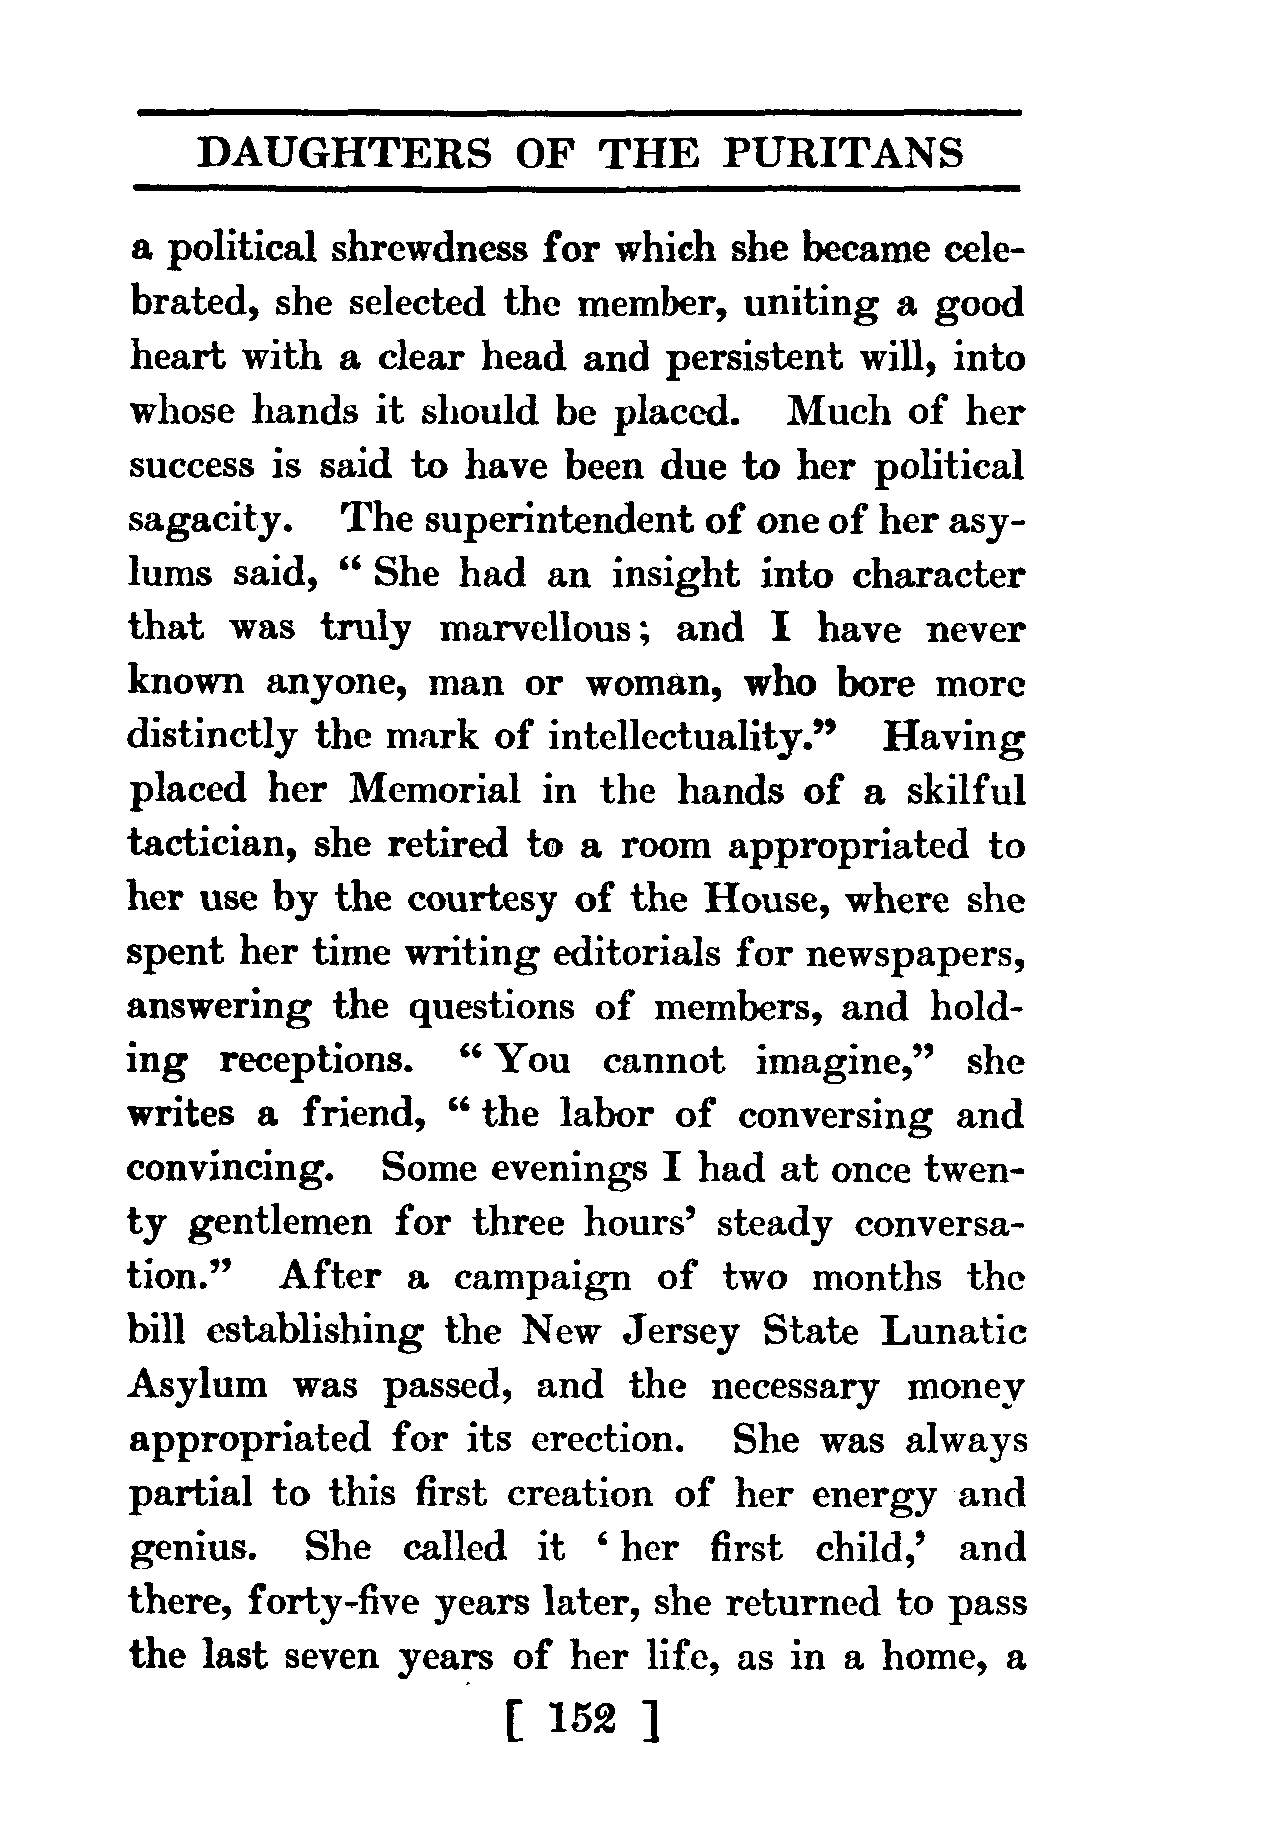 DAUGHTERS OF THE PURITANS
a political shrewdness for which she became cele-
brated, she selected the member, uniting a good
heart with a clear head and persistent will, into
whose hands it should be placed. Much of her
success is said to have been due to her political
sagacity. The superintendent of one of her asy-
lums said, “ She had an insight into character
that was truly marvellous; and I have never
known anyone, man or woman, who bore more
distinctly the mark of intellectuality.” Having
placed her Memorial in the hands of a skilful
tactician, she retired to a room appropriated to
her use by the courtesy of the House, where she
spent her time writing editorials for newspapers,
answering the questions of members, and hold-
ing receptions. “ You cannot imagine,” she
writes a friend, “ the labor of conversing and
convincing. Some evenings I had at once twen-
ty gentlemen for three hours’ steady conversa-
tion.” After a campaign of two months the
bill establishing the New Jersey State Lunatic
Asylum was passed, and the necessary money
appropriated for its erection. She was always
partial to this first creation of her energy and
genius. She called it ‘ her first child,’ and
there, forty-five years later, she returned to pass
the last seven years of her life, as in a home, a
[ 152 ]